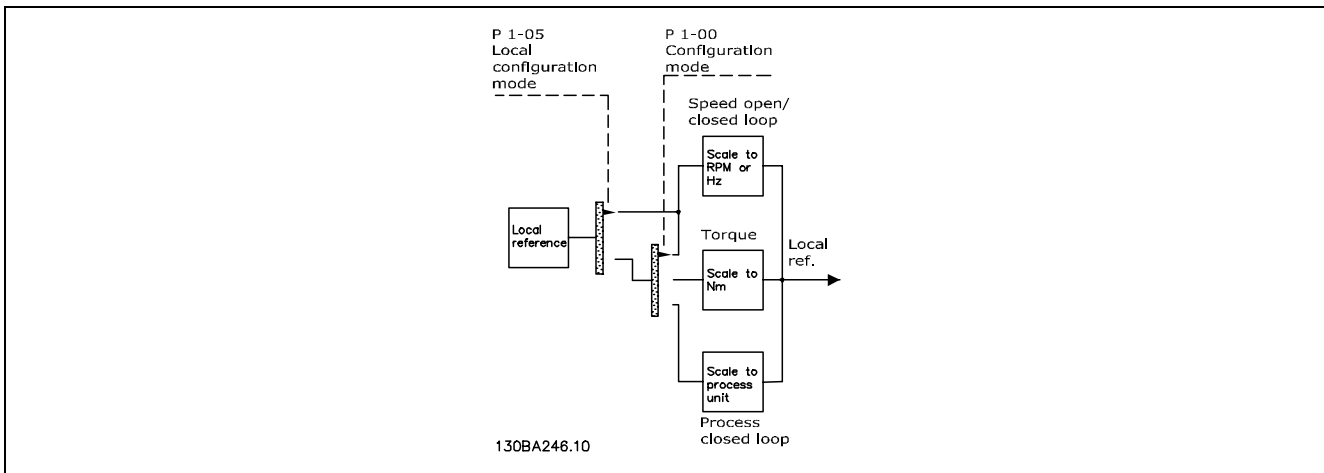 P 1-05
Local
configuration
mode
P 1-00
Configuration
mode
Speed open/
closed loop
Scale to
RPM or
Hz
Local
reference
Torque
Scale to
Nm
Local
ref.
Scale to
process
unit
Process
closed loop
130BA246.10